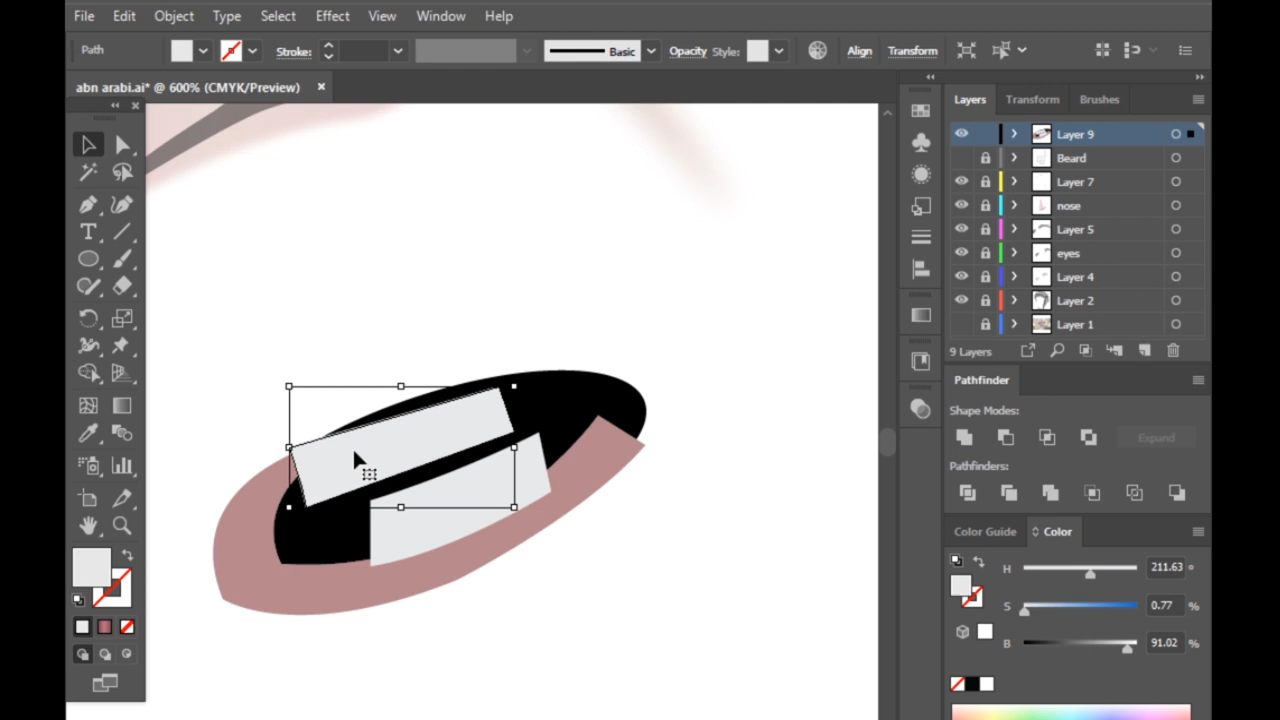 File Edit Object Type Select Effect View Window Help
Path Stroke: Basic Opacity Style: Align Transform
abn arabi.ai* @ 600% (CMYK/Preview) ×
Layers Transform Brushes
Layer 9
Beard
Layer 7
nose
Layer 5
eyes
Layer 4
Layer 2
Layer 1
9 Layers
Pathfinder
Shape Modes:
Expand
Pathfinders:
Color Guide Color
H 211.63 °
S 0.77 %
B 91.02 %